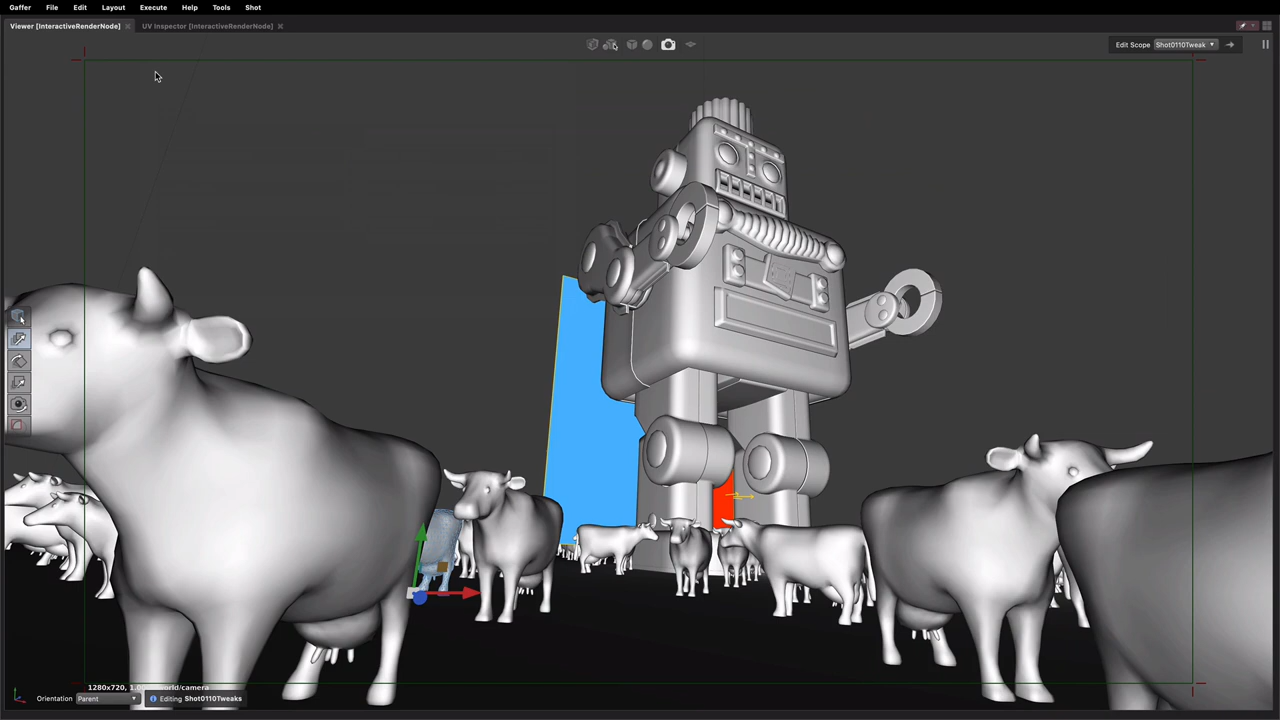 Gaffer File Edit Layout Execute Help Tools Shot
Viewer [InteractiveRenderNode] UV Inspector [InteractiveRenderNode]
Edit Scope Shot0110Tweak
1280x720, 1.0
Orientation Parent Editing Shot0110Tweaks